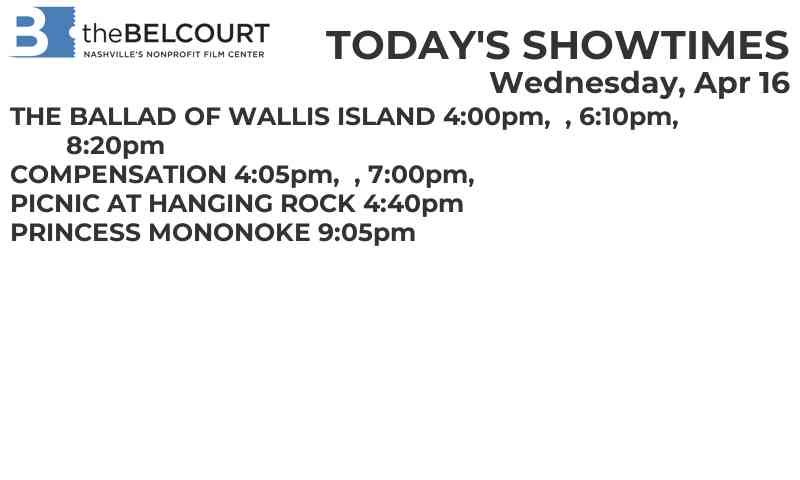 B theBELCOURT
NASHVILLE'S NONPROFIT FILM CENTER
TODAY'S SHOWTIMES
Wednesday, Apr 16
THE BALLAD OF WALLIS ISLAND 4:00pm,  , 6:10pm,
8:20pm
COMPENSATION 4:05pm,  , 7:00pm,
PICNIC AT HANGING ROCK 4:40pm
PRINCESS MONONOKE 9:05pm